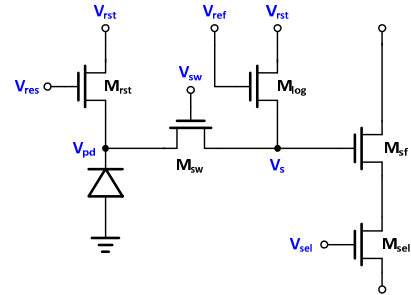 Vrst Vref Vrst
Vres Mrst Vsw Mlog
Vpd Msw Vs Msf
Vsel Msel